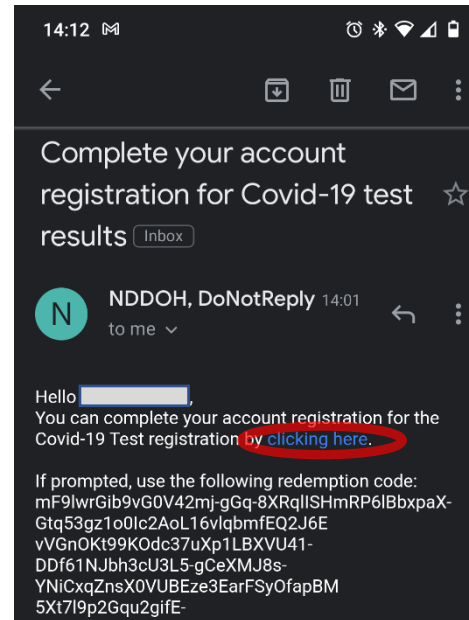 14:12
Complete your account
registration for Covid-19 test
results Inbox
N
NDDOH, DoNotReply 14:01
to me
Hello ,
You can complete your account registration for the
Covid-19 Test registration by clicking here.
If prompted, use the following redemption code:
mF9lwrGib9vG0V42mj-gGq-8XRqlISHmRP6lBbxpaX-
Gtq53gz1o0Ic2AoL16vlqbmfEQ2J6E
vVGnOKt99KOdc37uXp1LBXVU41-
DDf61NJbh3cU3L5-gCeXMJ8s-
YNiCxqZnsX0VUBEze3EarFSyOfapBM
5Xt7l9p2Gqu2gifE-